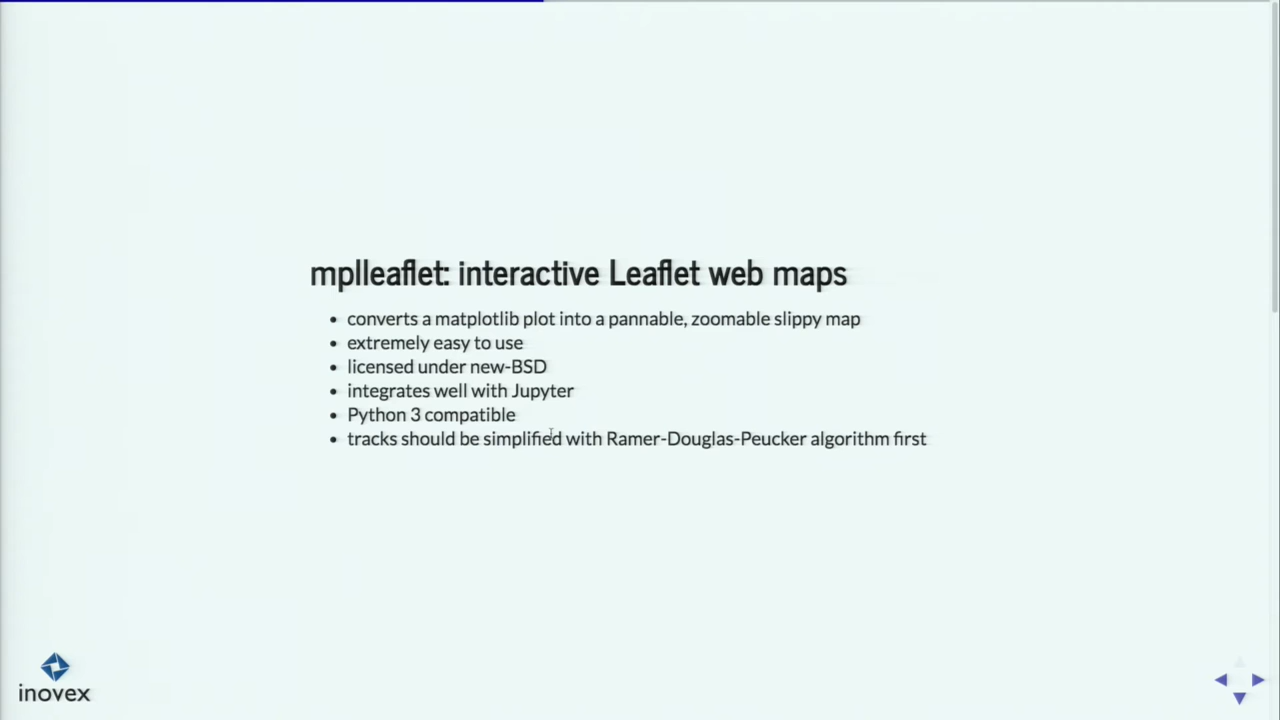 mplleaflet: interactive Leaflet web maps
• converts a matplotlib plot into a pannable, zoomable slippy map
• extremely easy to use
• licensed under new-BSD
• integrates well with Jupyter
• Python 3 compatible
• tracks should be simplified with Ramer-Douglas-Peucker algorithm first
inovex